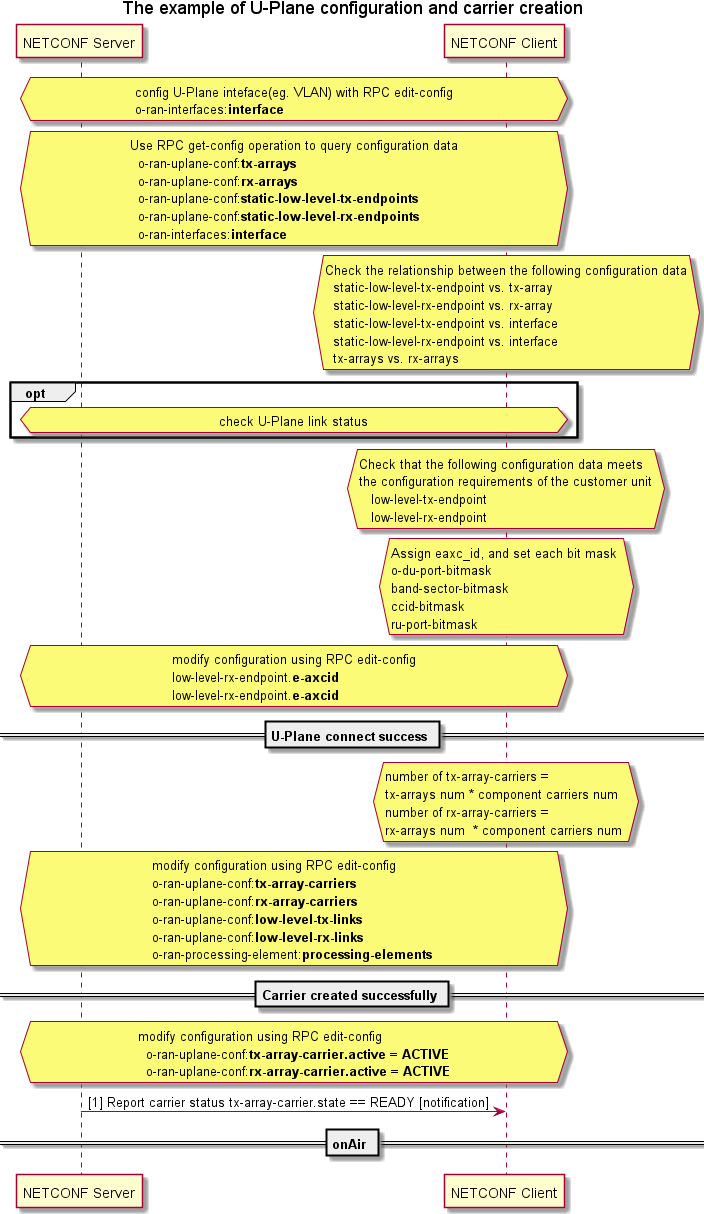 The example of U-Plane configuration and carrier creation
NETCONF Server
NETCONF Client
config U-Plane inteface(eg. VLAN) with RPC edit-config
o-ran-interfaces:interface
Use RPC get-config operation to query configuration data
o-ran-uplane-conf:tx-arrays
o-ran-uplane-conf:rx-arrays
o-ran-uplane-conf:static-low-level-tx-endpoints
o-ran-uplane-conf:static-low-level-rx-endpoints
o-ran-interfaces:interface
Check the relationship between the following configuration data
static-low-level-tx-endpoint vs. tx-array
static-low-level-rx-endpoint vs. rx-array
static-low-level-tx-endpoint vs. interface
static-low-level-rx-endpoint vs. interface
tx-arrays vs. rx-arrays
opt
check U-Plane link status
Check that the following configuration data meets
the configuration requirements of the customer unit
low-level-tx-endpoint
low-level-rx-endpoint
Assign eaxc_id, and set each bit mask
o-du-port-bitmask
band-sector-bitmask
ccid-bitmask
ru-port-bitmask
modify configuration using RPC edit-config
low-level-rx-endpoint.e-axcid
low-level-rx-endpoint.e-axcid
U-Plane connect success
number of tx-array-carriers =
tx-arrays num * component carriers num
number of rx-array-carriers =
rx-arrays num * component carriers num
modify configuration using RPC edit-config
o-ran-uplane-conf:tx-array-carriers
o-ran-uplane-conf:rx-array-carriers
o-ran-uplane-conf:low-level-tx-links
o-ran-uplane-conf:low-level-rx-links
o-ran-processing-element:processing-elements
Carrier created successfully
modify configuration using RPC edit-config
o-ran-uplane-conf:tx-array-carrier.active = ACTIVE
o-ran-uplane-conf:rx-array-carrier.active = ACTIVE
[1] Report carrier status tx-array-carrier.state == READY [notification]
onAir
NETCONF Server
NETCONF Client